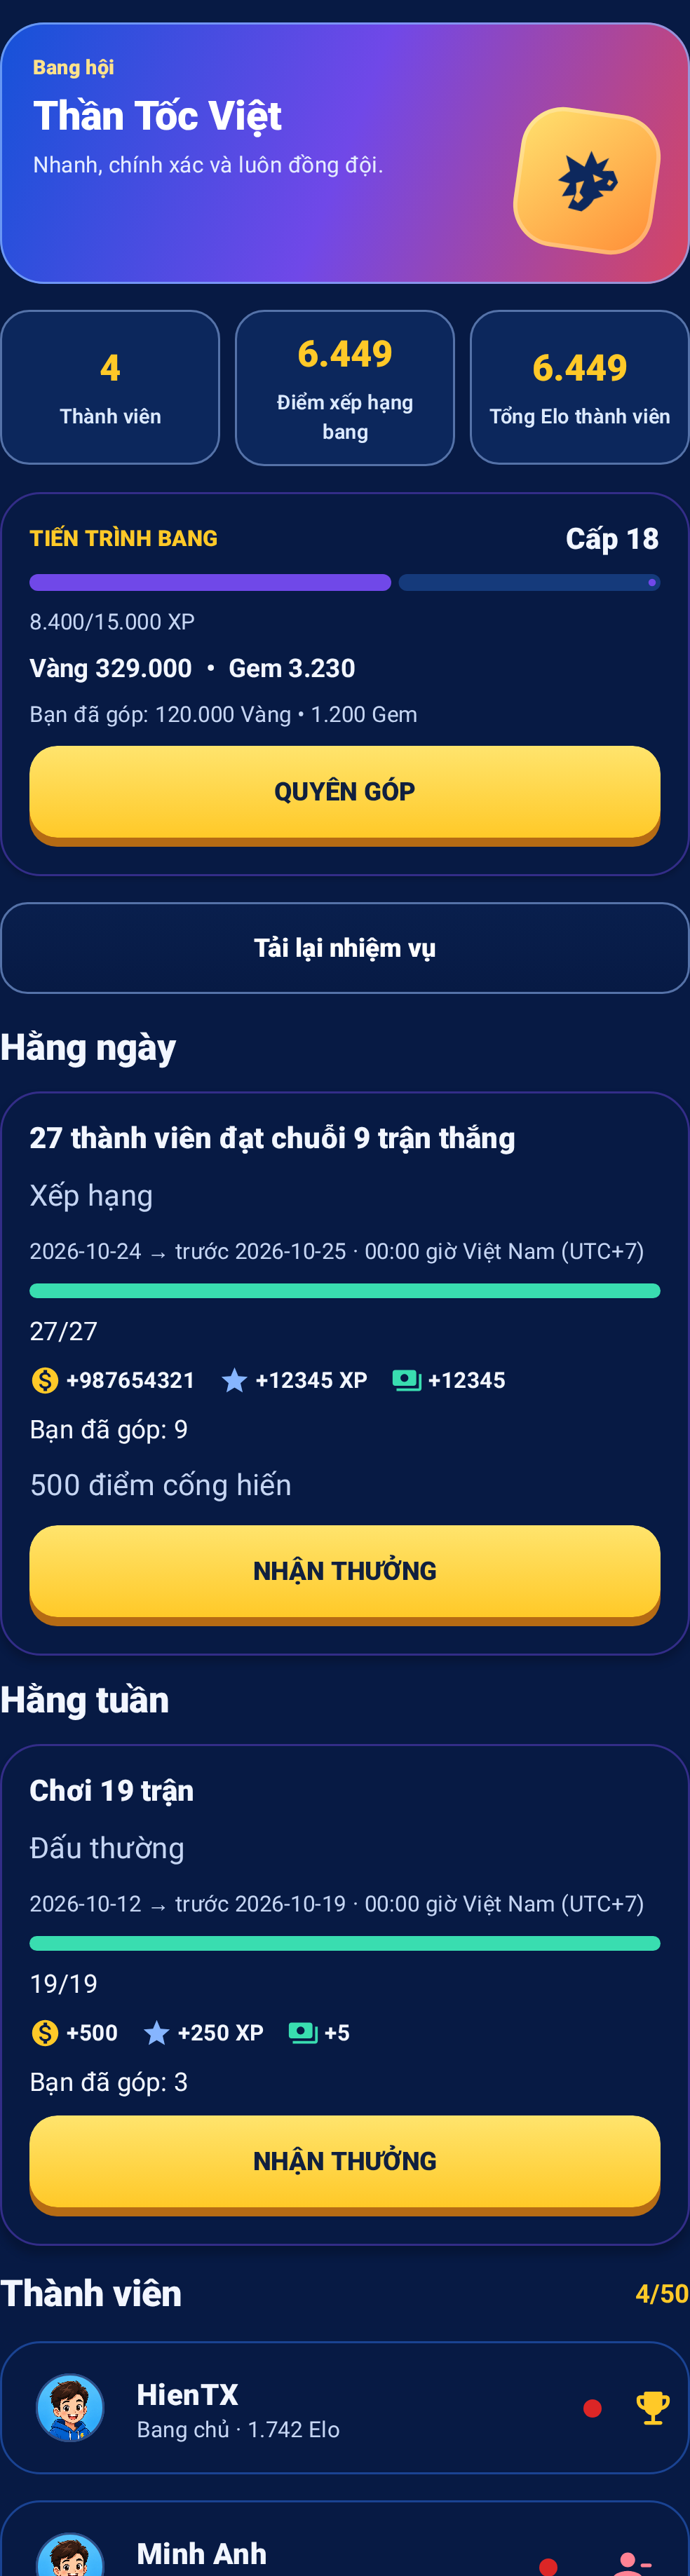 Bang hội
Thần Tốc Việt
Nhanh, chính xác và luôn đồng đội.
4
Thành viên
6.449
Điểm xếp hạng
bang
6.449
Tổng Elo thành viên
TIẾN TRÌNH BANG
Cấp 18
8.400/15.000 XP
Vàng 329.000 • Gem 3.230
Bạn đã góp: 120.000 Vàng • 1.200 Gem
QUYÊN GÓP
Tải lại nhiệm vụ
Hằng ngày
27 thành viên đạt chuỗi 9 trận thắng
Xếp hạng
2026-10-24 → trước 2026-10-25 · 00:00 giờ Việt Nam (UTC+7)
27/27
+987654321 +12345 XP +12345
Bạn đã góp: 9
500 điểm cống hiến
NHẬN THƯỞNG
Hằng tuần
Chơi 19 trận
Đấu thường
2026-10-12 → trước 2026-10-19 · 00:00 giờ Việt Nam (UTC+7)
19/19
+500 +250 XP +5
Bạn đã góp: 3
NHẬN THƯỞNG
Thành viên
4/50
HienTX
Bang chủ · 1.742 Elo
Minh Anh